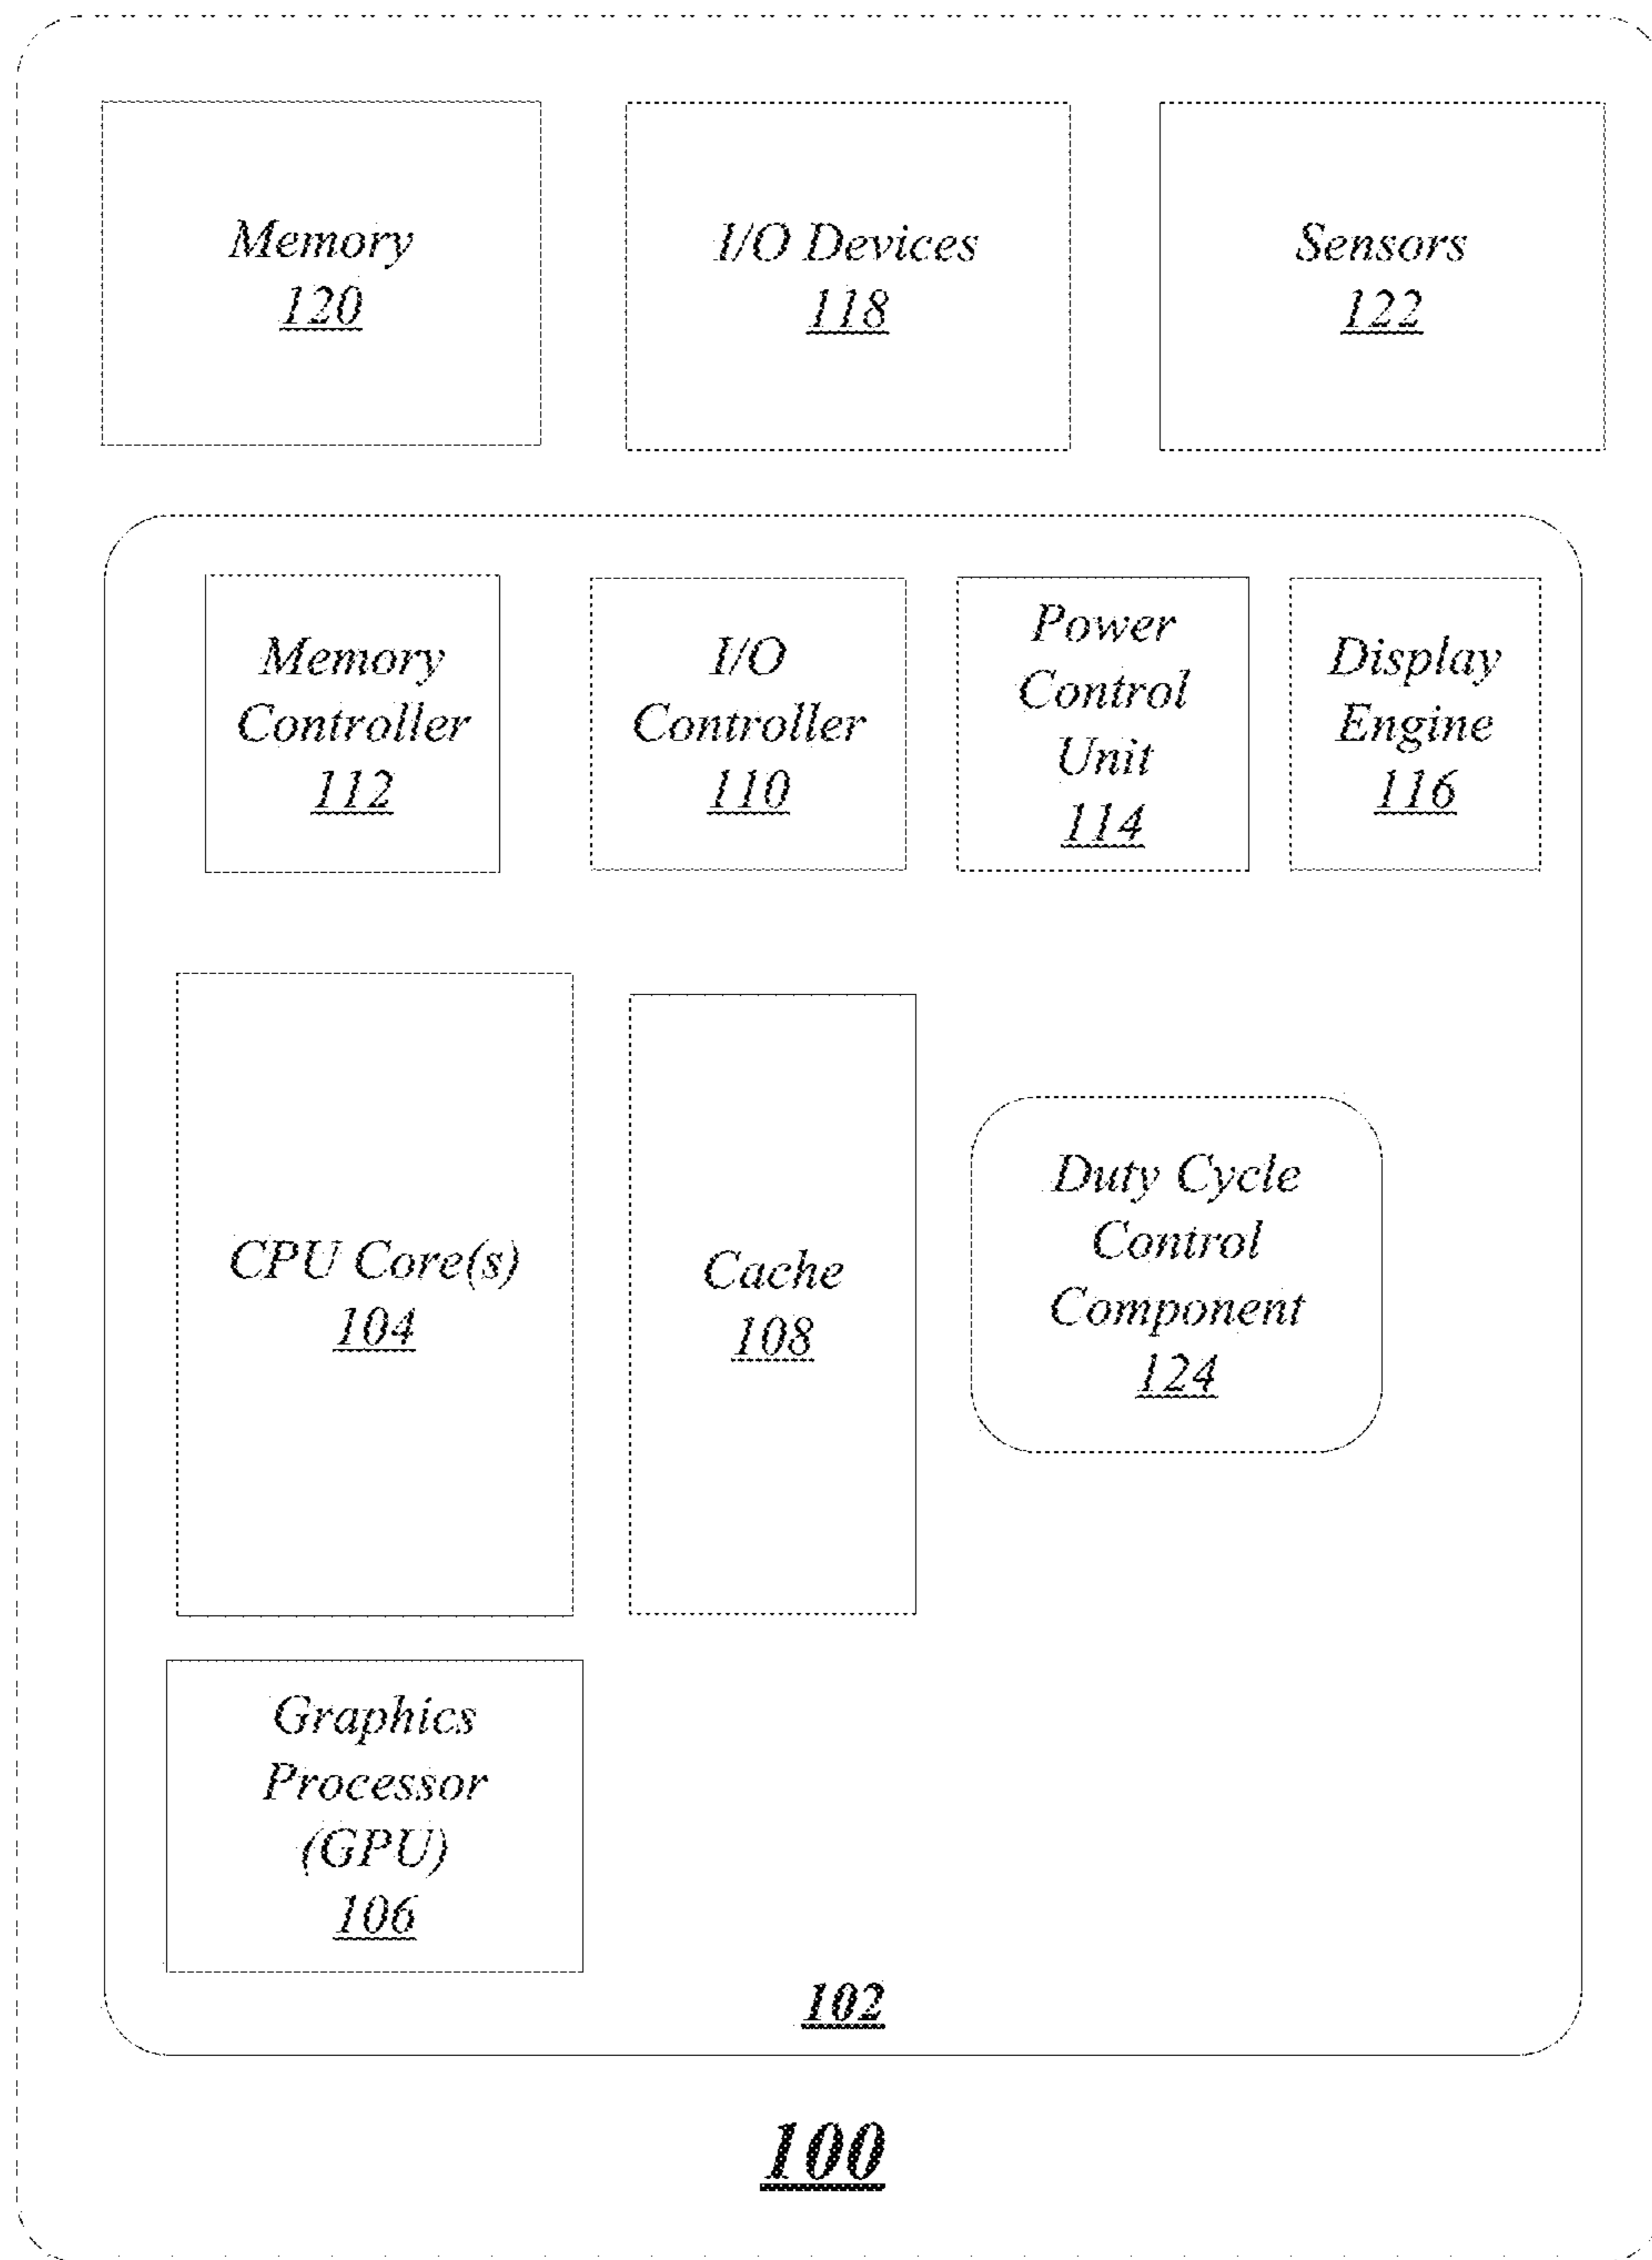 Memory
120
I/O Devices
118
Sensors
122
Memory
Controller
112
I/O
Controller
110
Power
Control
Unit
114
Display
Engine
116
CPU Core(s)
104
Cache
108
Duty Cycle
Control
Component
124
Graphics
Processor
(GPU)
106
102
100